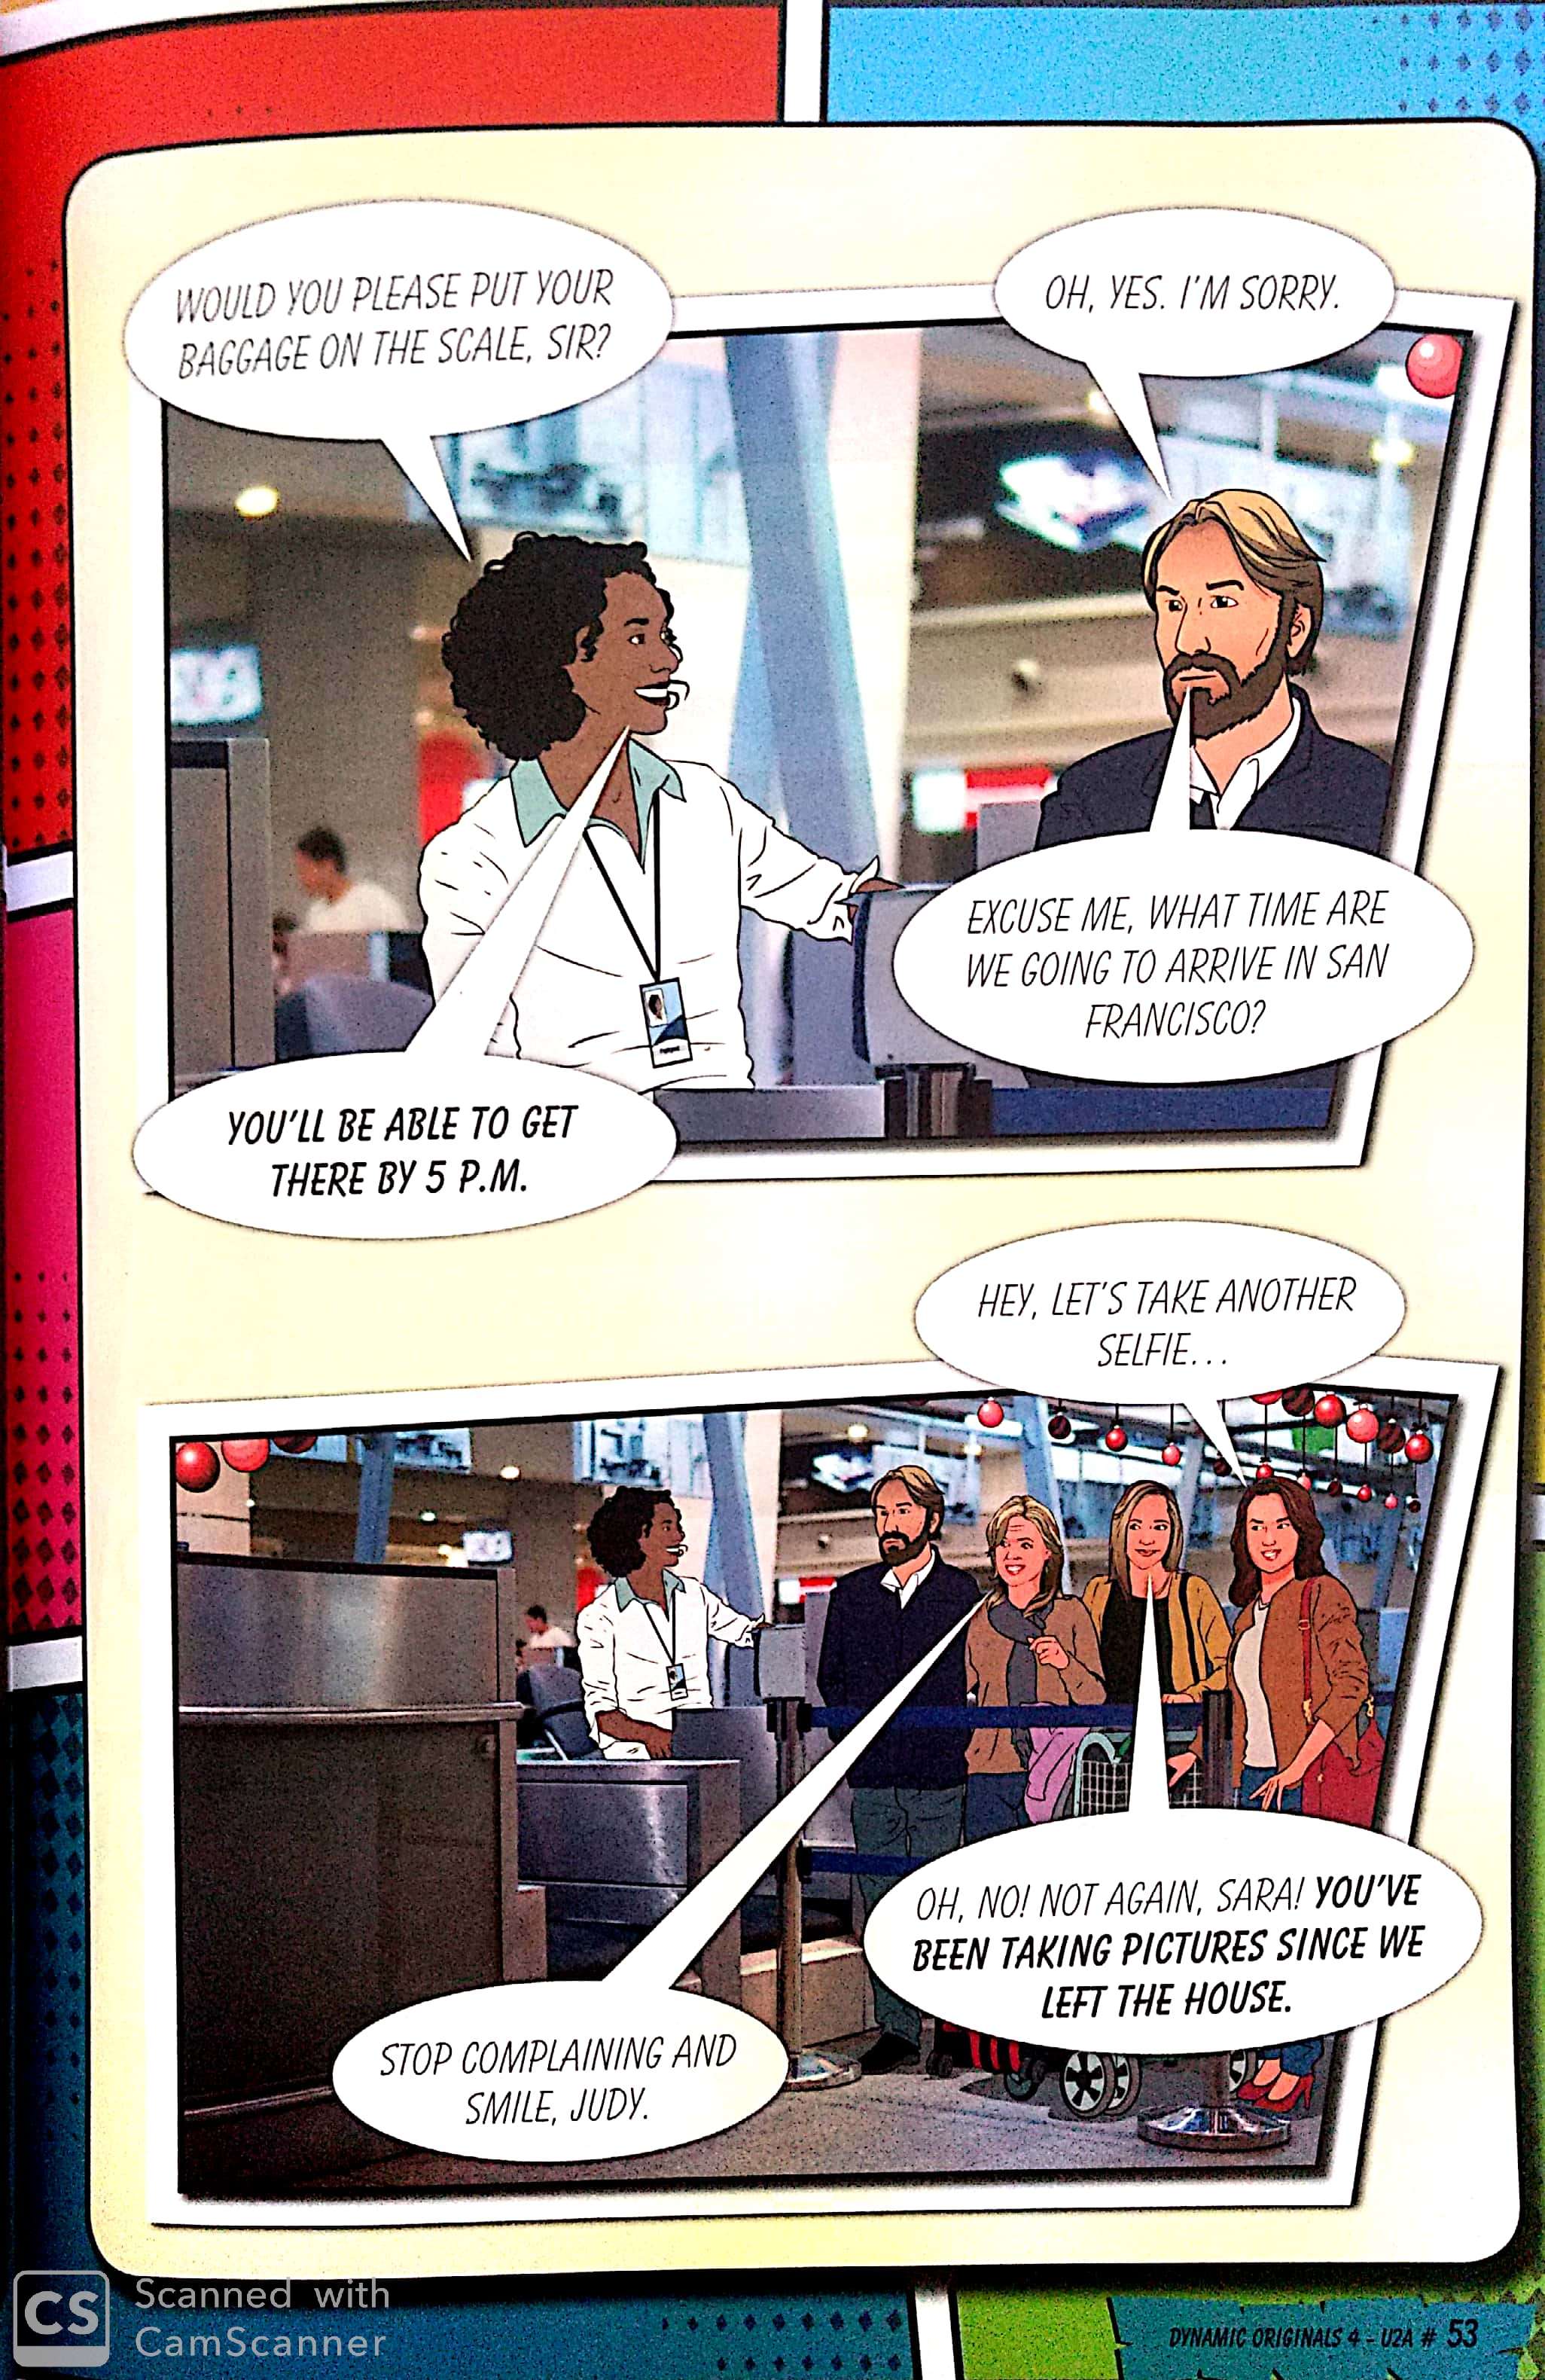 WOULD YOU PLEASE PUT YOUR
BAGGAGE ON THE SCALE, SIR?
OH, YES. I'M SORRY.
EXCUSE ME, WHAT TIME ARE
WE GOING TO ARRIVE IN SAN
FRANCISCO?
YOU'LL BE ABLE TO GET
THERE BY 5 P.M.
HEY, LET'S TAKE ANOTHER
SELFIE...
OH, NO! NOT AGAIN, SARA! YOU'VE
BEEN TAKING PICTURES SINCE WE
LEFT THE HOUSE.
STOP COMPLAINING AND
SMILE, JUDY.
CS Scanned with
CamScanner
DYNAMIC ORIGINALS 4 - U2A # 53